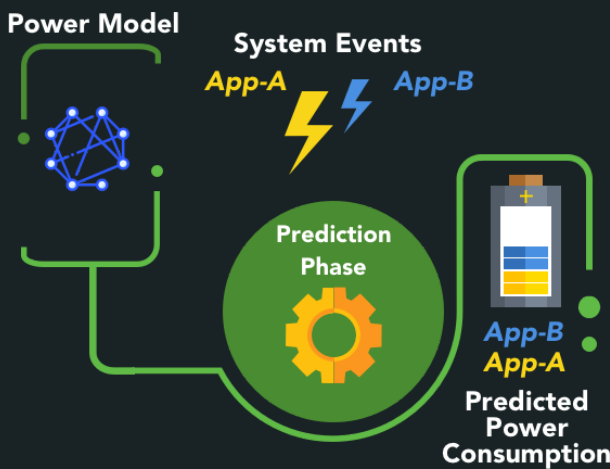 Power Model
System Events
App-A
App-B
Prediction
Phase
+
App-B
App-A
Predicted
Power
Consumption